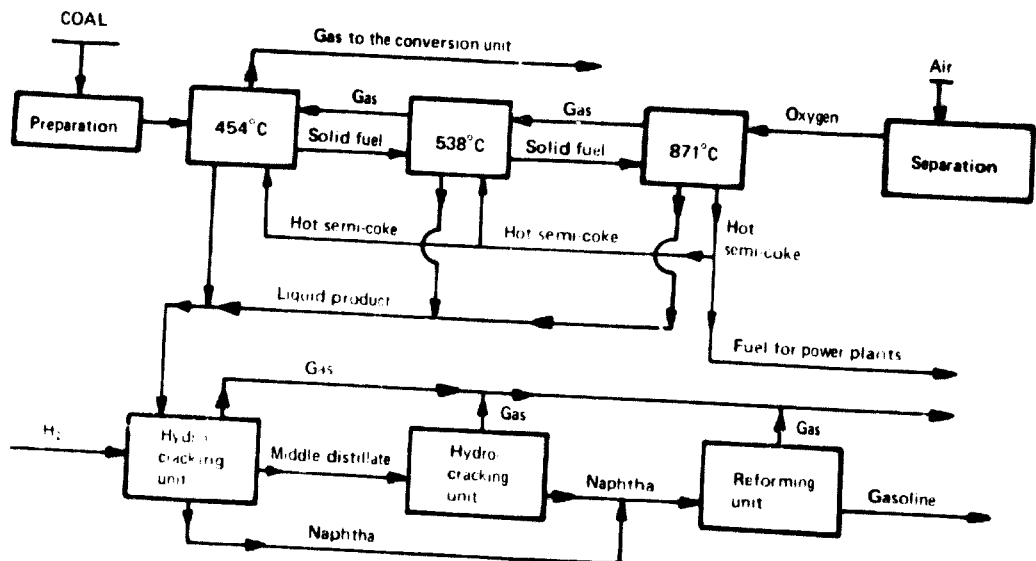 COAL
Gas to the conversion unit
Air
Preparation
454°C
Gas
Solid fuel
538°C
Gas
Solid fuel
871°C
Oxygen
Separation
Hot semi-coke
Hot semi-coke
Hot
semi-coke
Liquid product
Fuel for power plants
Gas
Gas
Gas
H2
Hydro
cracking
unit
Middle distillate
Hydro-
cracking
unit
Naphtha
Reforming
unit
Gasoline
Naphtha